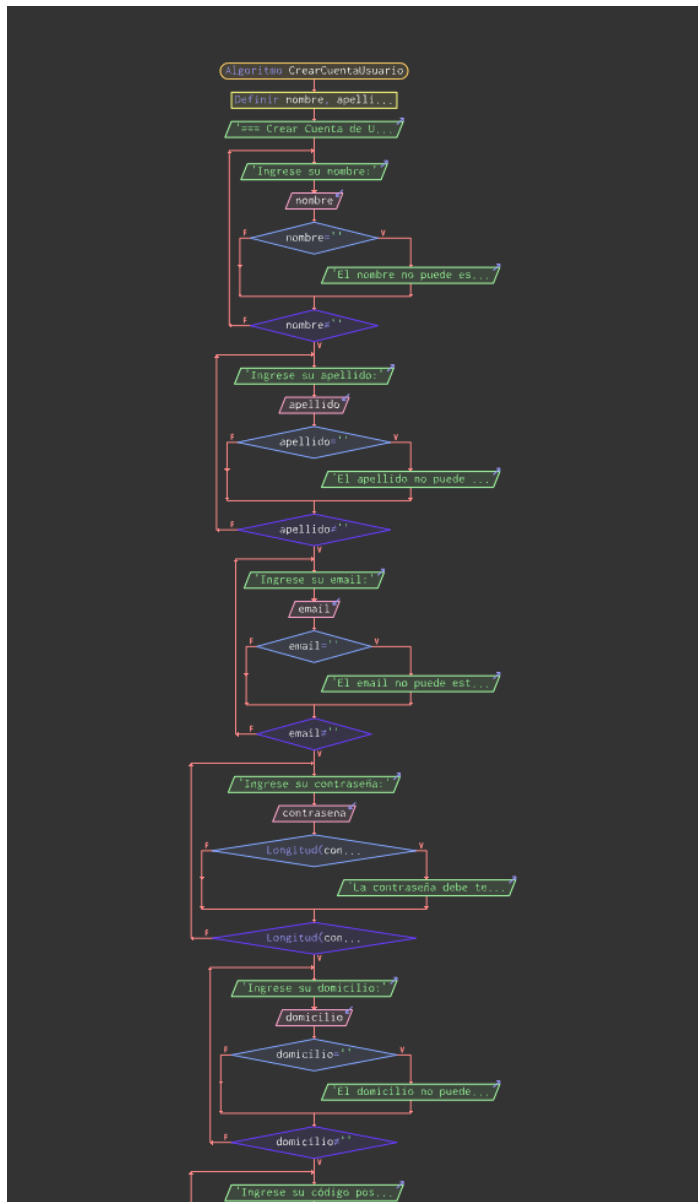 Algoritmo CrearCuentaUsuario
Definir nombre, apelli...
'=== Crear Cuenta de U...
'Ingrese su nombre:'
nombre
F
nombre=''
V
'El nombre no puede es...
F
nombre≠''
V
'Ingrese su apellido:'
apellido
F
apellido=''
V
'El apellido no puede ...
F
apellido≠''
V
'Ingrese su email:'
email
F
email=''
V
'El email no puede est...
F
email≠''
V
'Ingrese su contraseña:'
contrasena
F
Longitud(con...
V
'La contraseña debe te...
F
Longitud(con...
V
'Ingrese su domicilio:'
domicilio
F
domicilio=''
V
'El domicilio no puede...
F
domicilio≠''
V
'Ingrese su código pos...